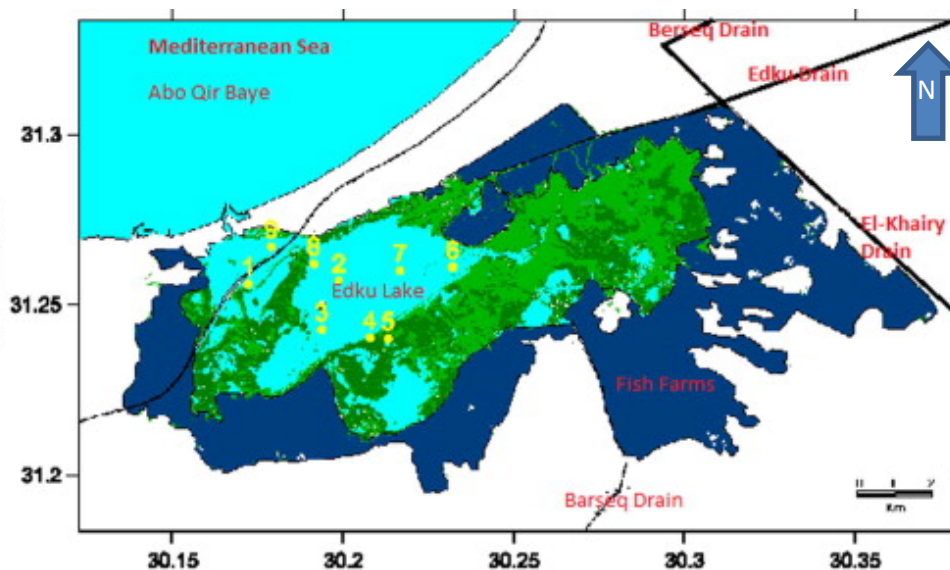 Mediterranean Sea
Abo Qir Baye
Berseq Drain
Edku Drain
N
31.3
El-Khairy
Drain
9
8
1
2
7
6
Edku Lake
31.25
3
4
5
Fish Farms
31.2
Barseq Drain
Km
30.15
30.2
30.25
30.3
30.35